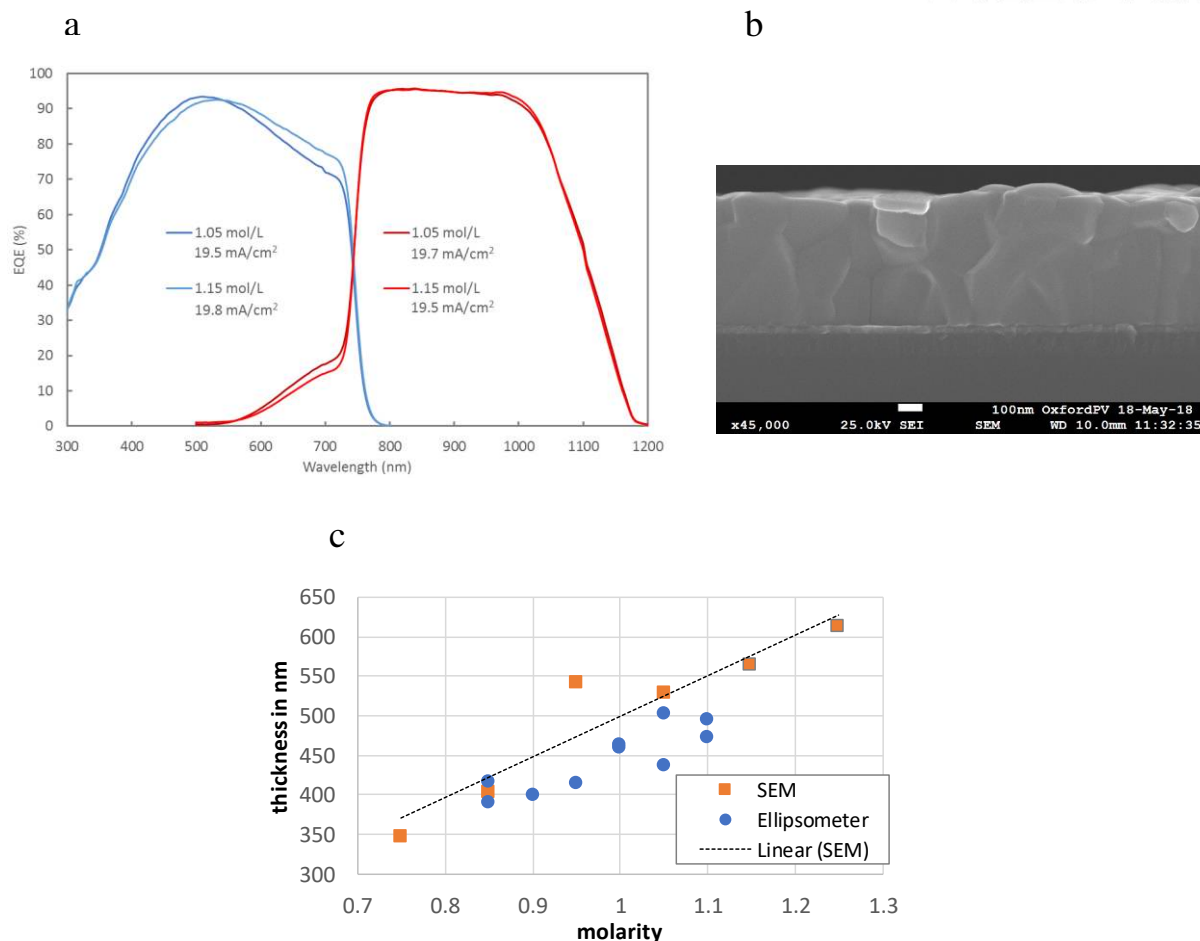 a
b
100
90
80
70
60
50
40
30
20
10
0
EQE (%)
1.05 mol/L
19.5 mA/cm²
1.15 mol/L
19.8 mA/cm²
1.05 mol/L
19.7 mA/cm²
1.15 mol/L
19.5 mA/cm²
300 400 500 600 700 800 900 1000 1100 1200
Wavelength (nm)
100nm OxfordPV 18-May-18
x45,000 25.0kV SEI SEM WD 10.0mm 11:32:35
c
650
600
550
500
450
400
350
300
thickness in nm
SEM
Ellipsometer
Linear (SEM)
0.7 0.8 0.9 1 1.1 1.2 1.3
molarity